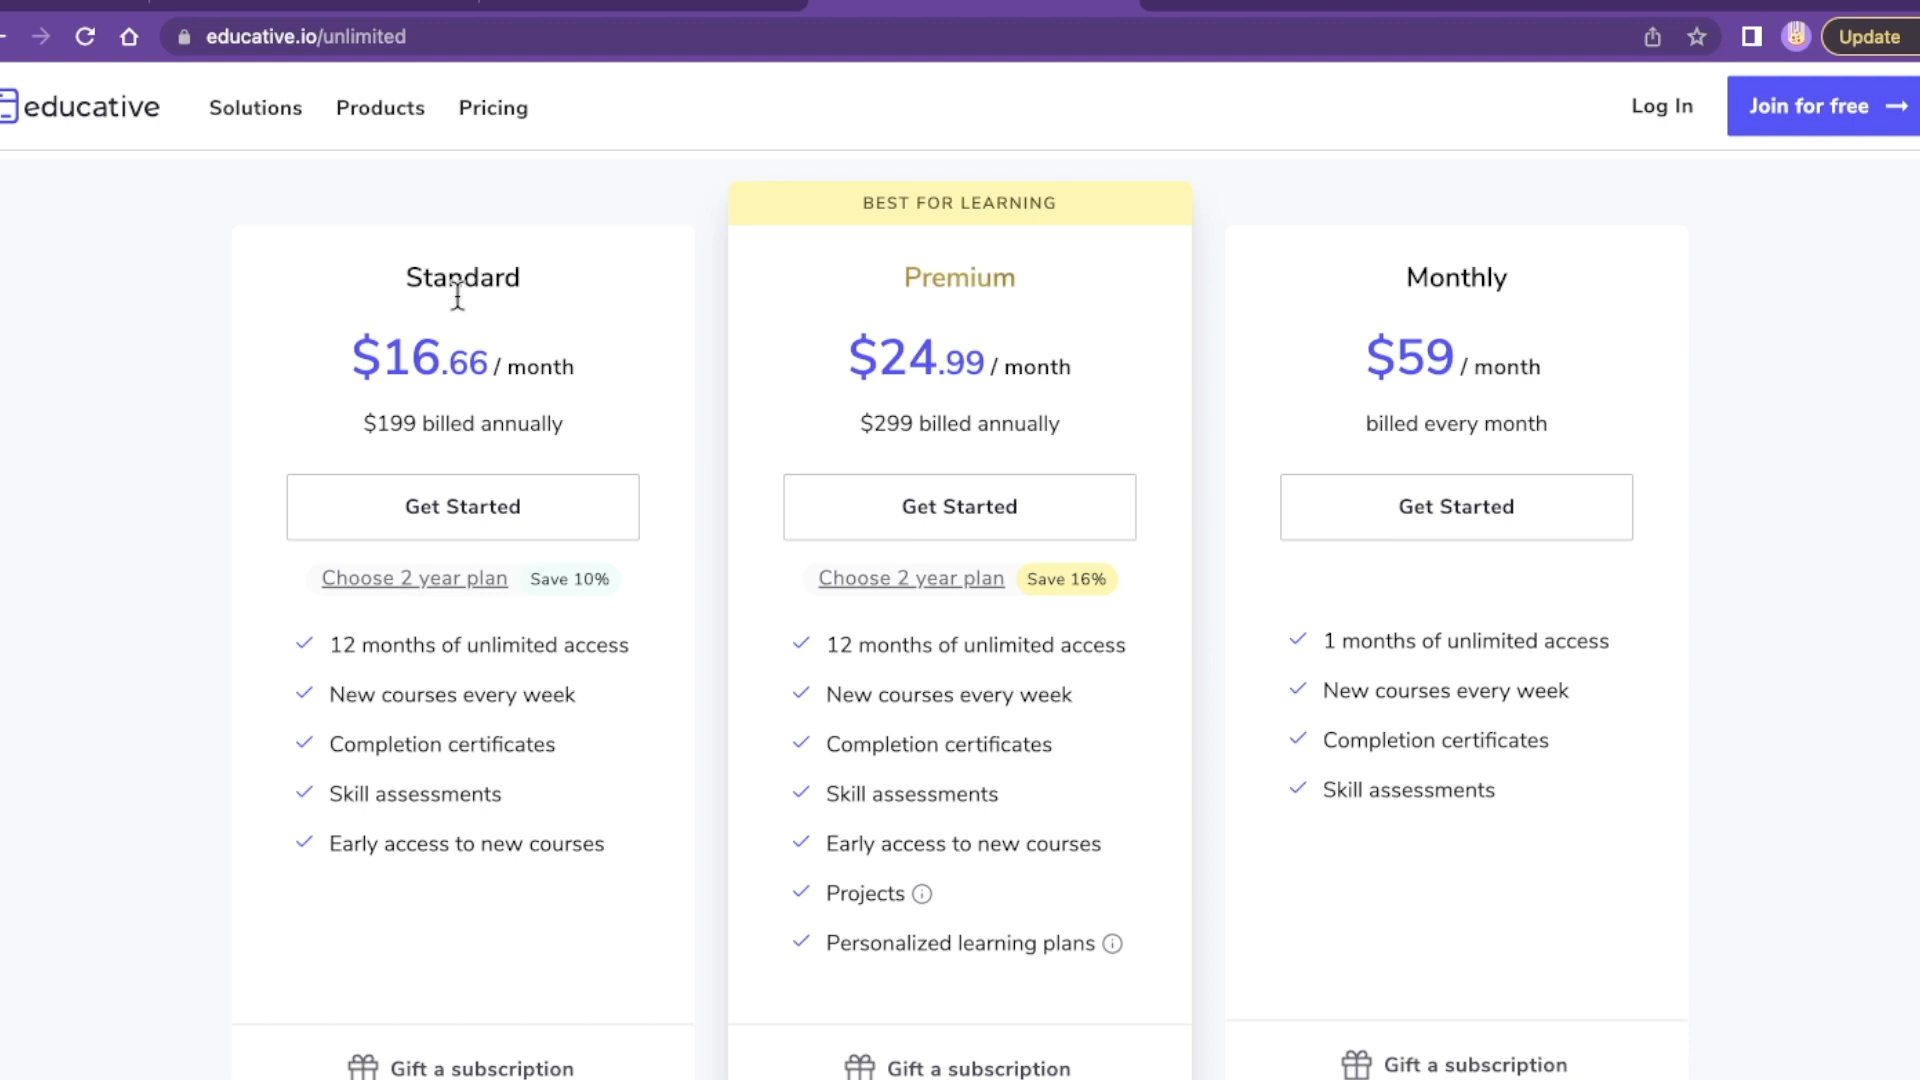 educative.io/unlimited
Update
educative
Solutions
Products
Pricing
Log In
Join for free →
BEST FOR LEARNING
Standard
$16.66 / month
$199 billed annually
Get Started
Choose 2 year plan
Save 10%
12 months of unlimited access
New courses every week
Completion certificates
Skill assessments
Early access to new courses
Gift a subscription
Premium
$24.99 / month
$299 billed annually
Get Started
Choose 2 year plan
Save 16%
12 months of unlimited access
New courses every week
Completion certificates
Skill assessments
Early access to new courses
Projects
Personalized learning plans
Gift a subscription
Monthly
$59 / month
billed every month
Get Started
1 months of unlimited access
New courses every week
Completion certificates
Skill assessments
Gift a subscription